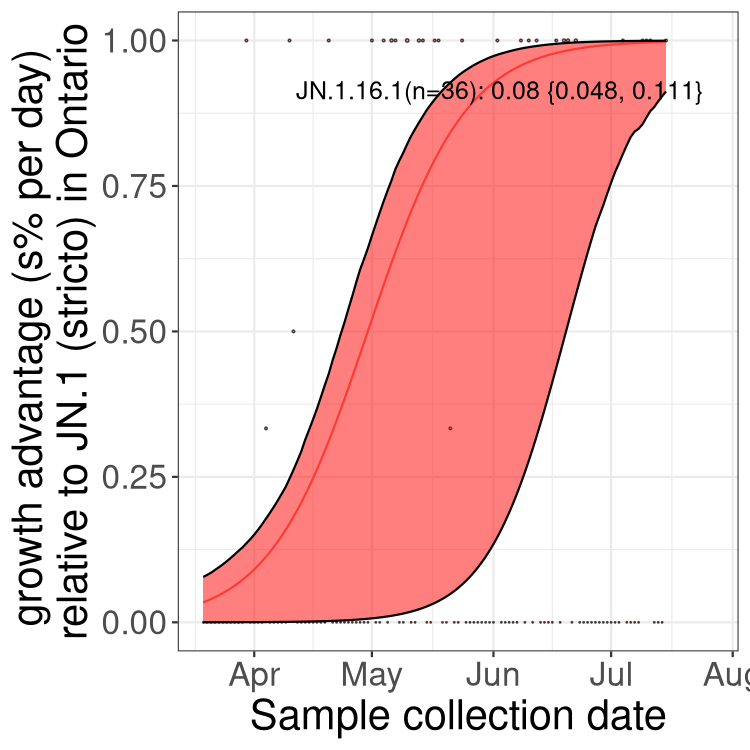 growth advantage (s% per day)
relative to JN.1 (stricto) in Ontario
1.00
0.75
0.50
0.25
0.00
JN.1.16.1(n=36): 0.08 {0.048, 0.111}
Apr May Jun Jul Aug
Sample collection date